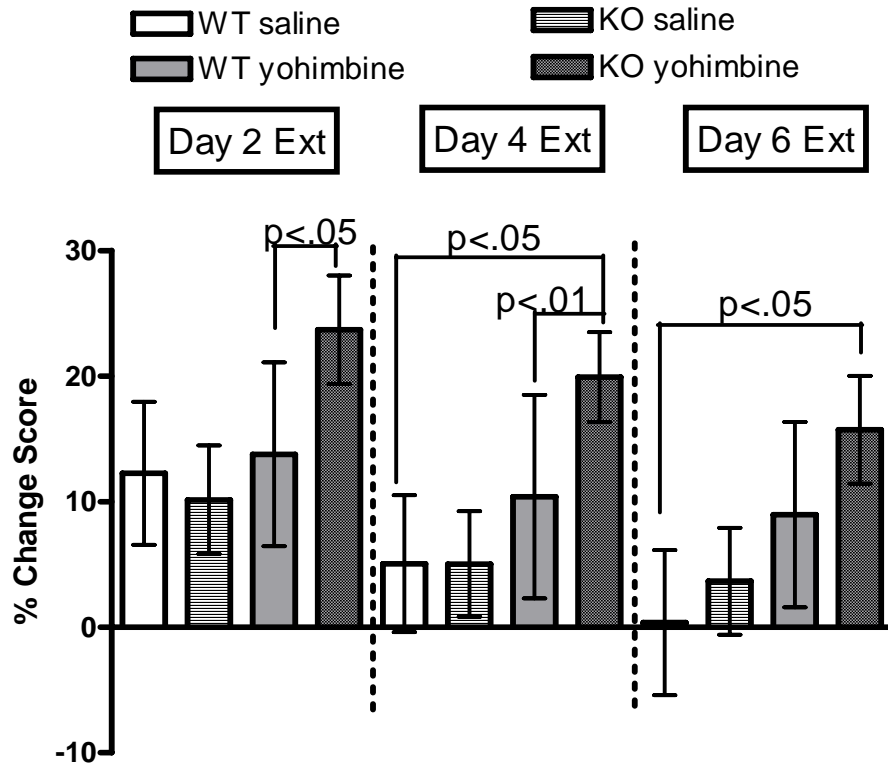 WT saline
KO saline
WT yohimbine
KO yohimbine
Day 2 Ext
Day 4 Ext
Day 6 Ext
p<.05
p<.05
p<.01
p<.05
30
20
10
0
-10
% Change Score